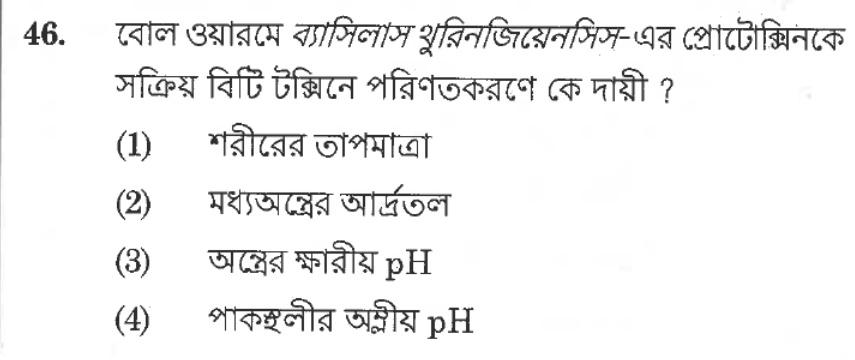 46. বোল ওয়ারমে ব্যাসিলাস থুরিনজিয়েনসিস-এর প্রোটোক্সিনকে
সক্রিয় বিটি টক্সিনে পরিণতকরণে কে দায়ী ?
(1) শরীরের তাপমাত্রা
(2) মধ্যঅন্ত্রের আর্দ্রতল
(3) অন্ত্রের ক্ষারীয় pH
(4) পাকস্থলীর অম্লীয় pH